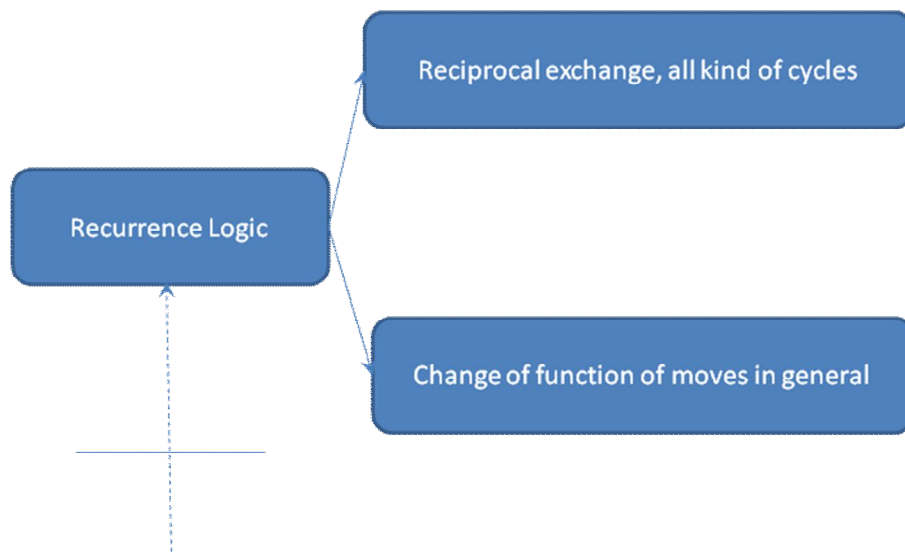 Reciprocal exchange, all kind of cycles
Recurrence Logic
Change of function of moves in general